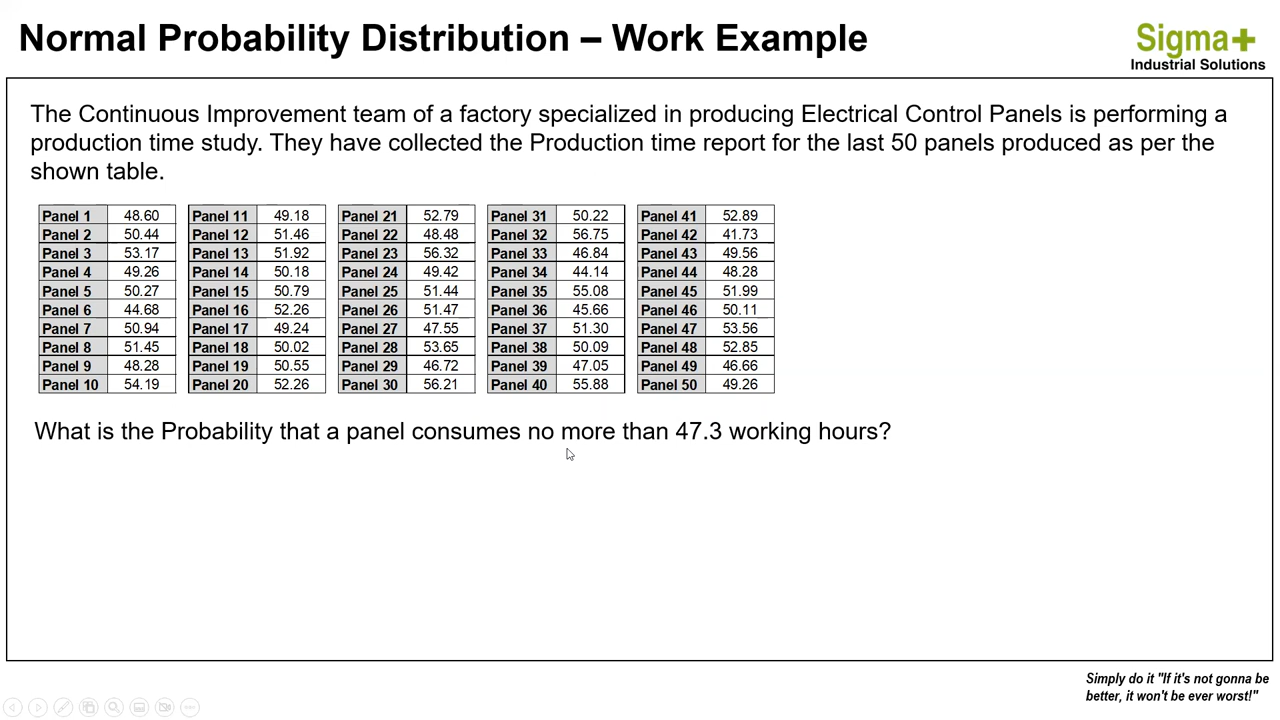 Normal Probability Distribution – Work Example
Sigma+
Industrial Solutions
The Continuous Improvement team of a factory specialized in producing Electrical Control Panels is performing a
production time study. They have collected the Production time report for the last 50 panels produced as per the
shown table.
Panel 1 48.60 Panel 11 49.18 Panel 21 52.79 Panel 31 50.22 Panel 41 52.89
Panel 2 50.44 Panel 12 51.46 Panel 22 48.48 Panel 32 56.75 Panel 42 41.73
Panel 3 53.17 Panel 13 51.92 Panel 23 56.32 Panel 33 46.84 Panel 43 49.56
Panel 4 49.26 Panel 14 50.18 Panel 24 49.42 Panel 34 44.14 Panel 44 48.28
Panel 5 50.27 Panel 15 50.79 Panel 25 51.44 Panel 35 55.08 Panel 45 51.99
Panel 6 44.68 Panel 16 52.26 Panel 26 51.47 Panel 36 45.66 Panel 46 50.11
Panel 7 50.94 Panel 17 49.24 Panel 27 47.55 Panel 37 51.30 Panel 47 53.56
Panel 8 51.45 Panel 18 50.02 Panel 28 53.65 Panel 38 50.09 Panel 48 52.85
Panel 9 48.28 Panel 19 50.55 Panel 29 46.72 Panel 39 47.05 Panel 49 46.66
Panel 10 54.19 Panel 20 52.26 Panel 30 56.21 Panel 40 55.88 Panel 50 49.26
What is the Probability that a panel consumes no more than 47.3 working hours?
Simply do it "If it's not gonna be
better, it won't be ever worst!"